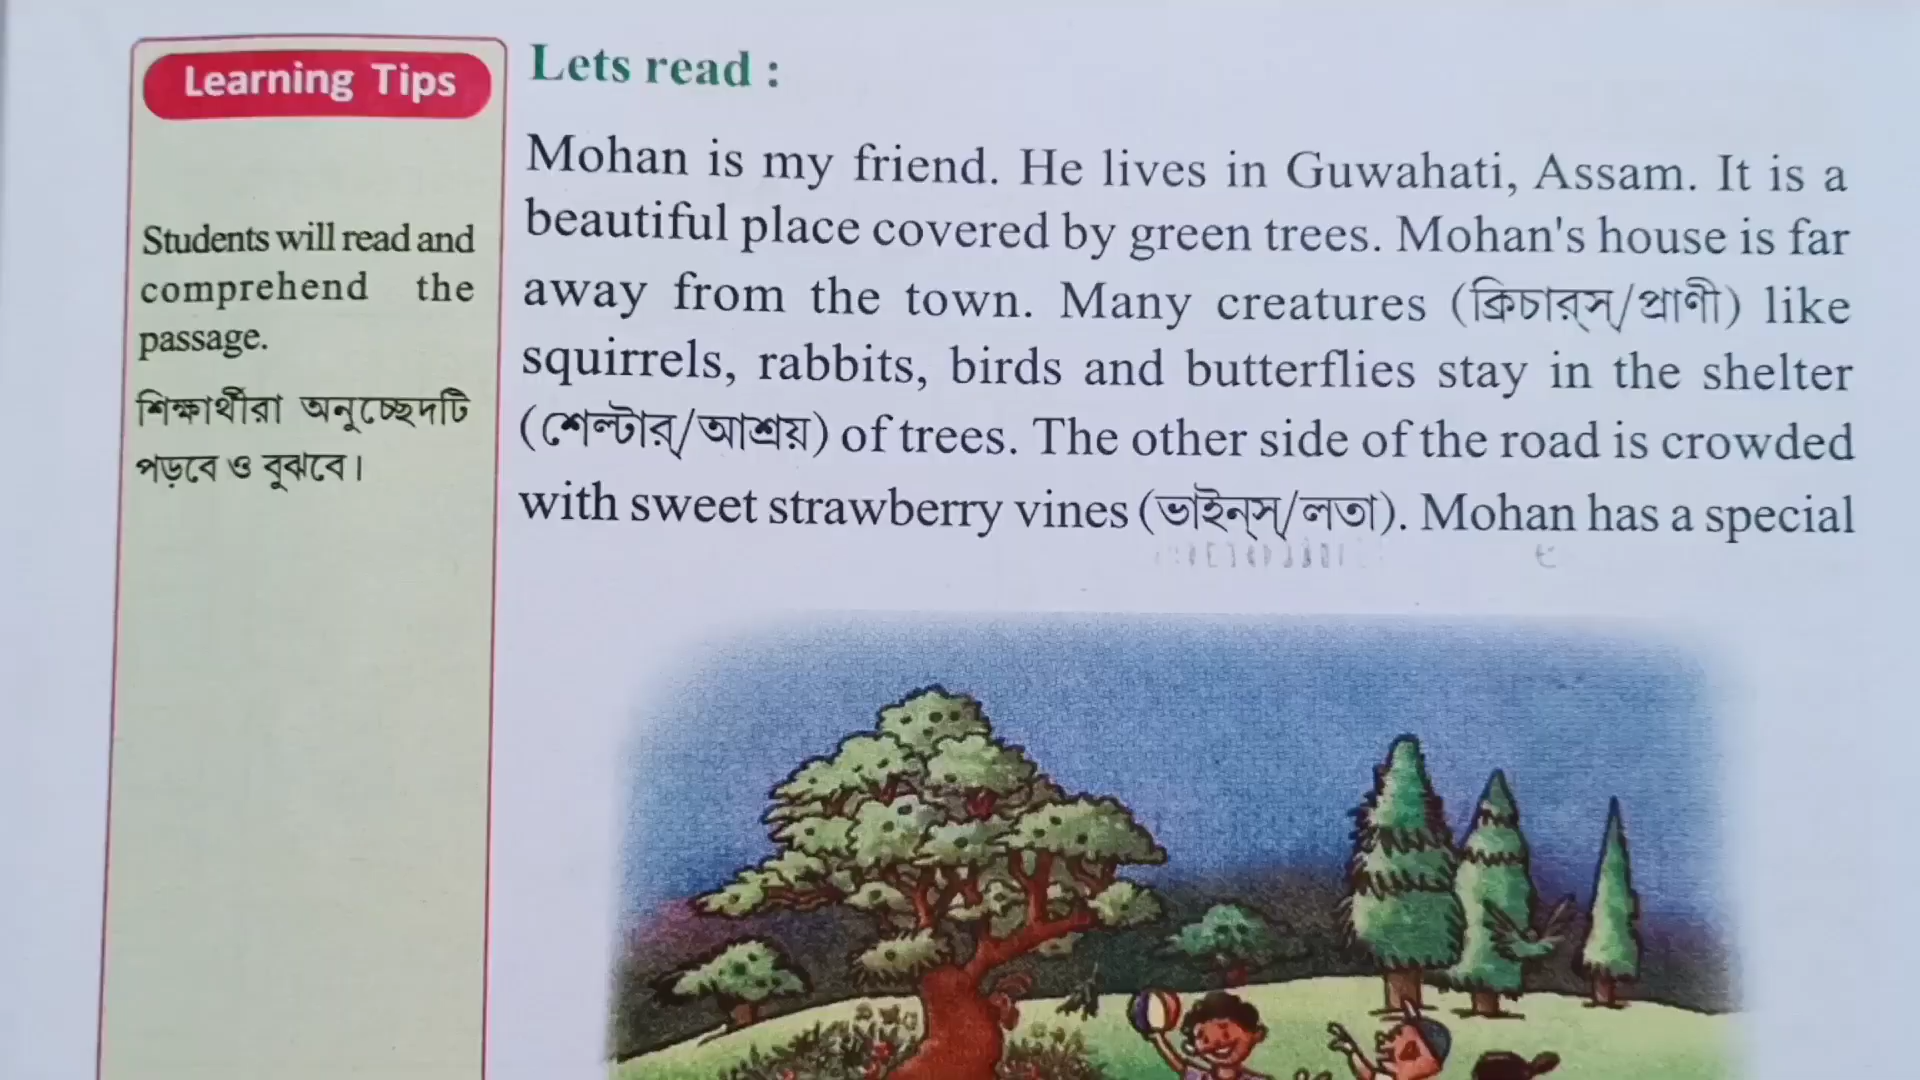 Learning Tips
Students will read and
comprehend the
passage.
শিক্ষার্থীরা অনুচ্ছেদটি
পড়বে ও বুঝবে।
Lets read :
Mohan is my friend. He lives in Guwahati, Assam. It is a
beautiful place covered by green trees. Mohan's house is far
away from the town. Many creatures (ক্রিচারস্/প্রাণী) like
squirrels, rabbits, birds and butterflies stay in the shelter
(শেল্টার্/আশ্রয়) of trees. The other side of the road is crowded
with sweet strawberry vines (ভাইন্স্/লতা). Mohan has a special